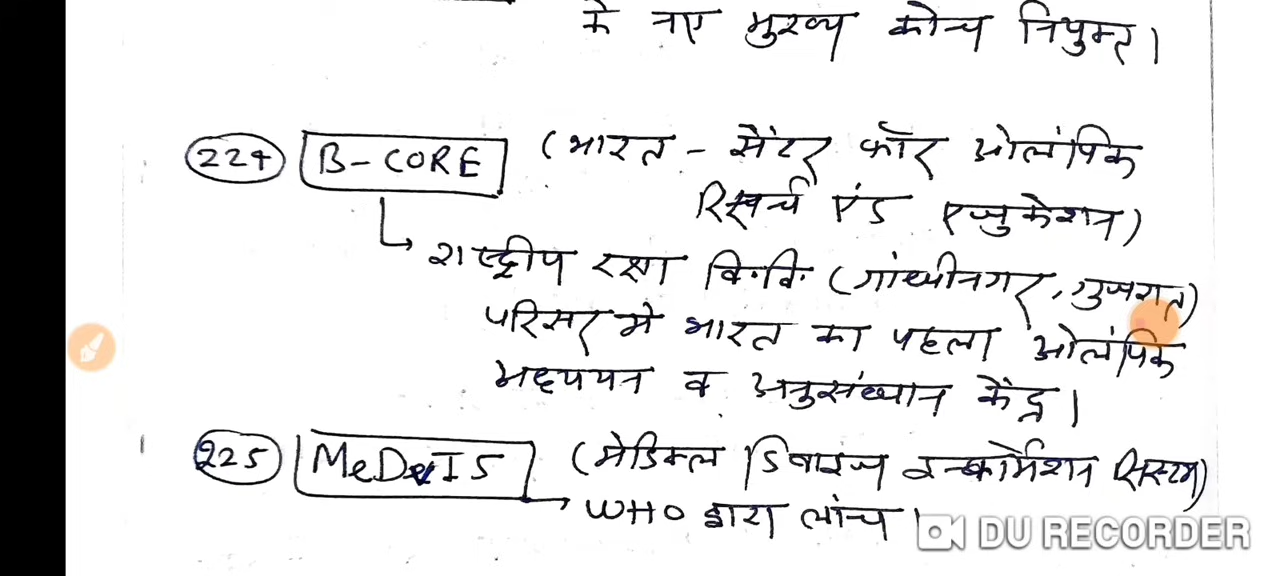 के नए मुख्य कोच नियुक्त।
224 B-CORE (भारत - सेंटर फॉर ओलंपिक
रिसर्च एंड एजुकेशन)
राष्ट्रीय रक्षा वि.वि. (गांधीनगर, गुजरात)
परिसर में भारत का पहला ओलंपिक
अध्ययन व अनुसंधान केंद्र।
225 MeDevIS (मेडिकल डिवाइज इन्फॉर्मेशन सिस्टम)
WHO द्वारा लांच।
DU RECORDER